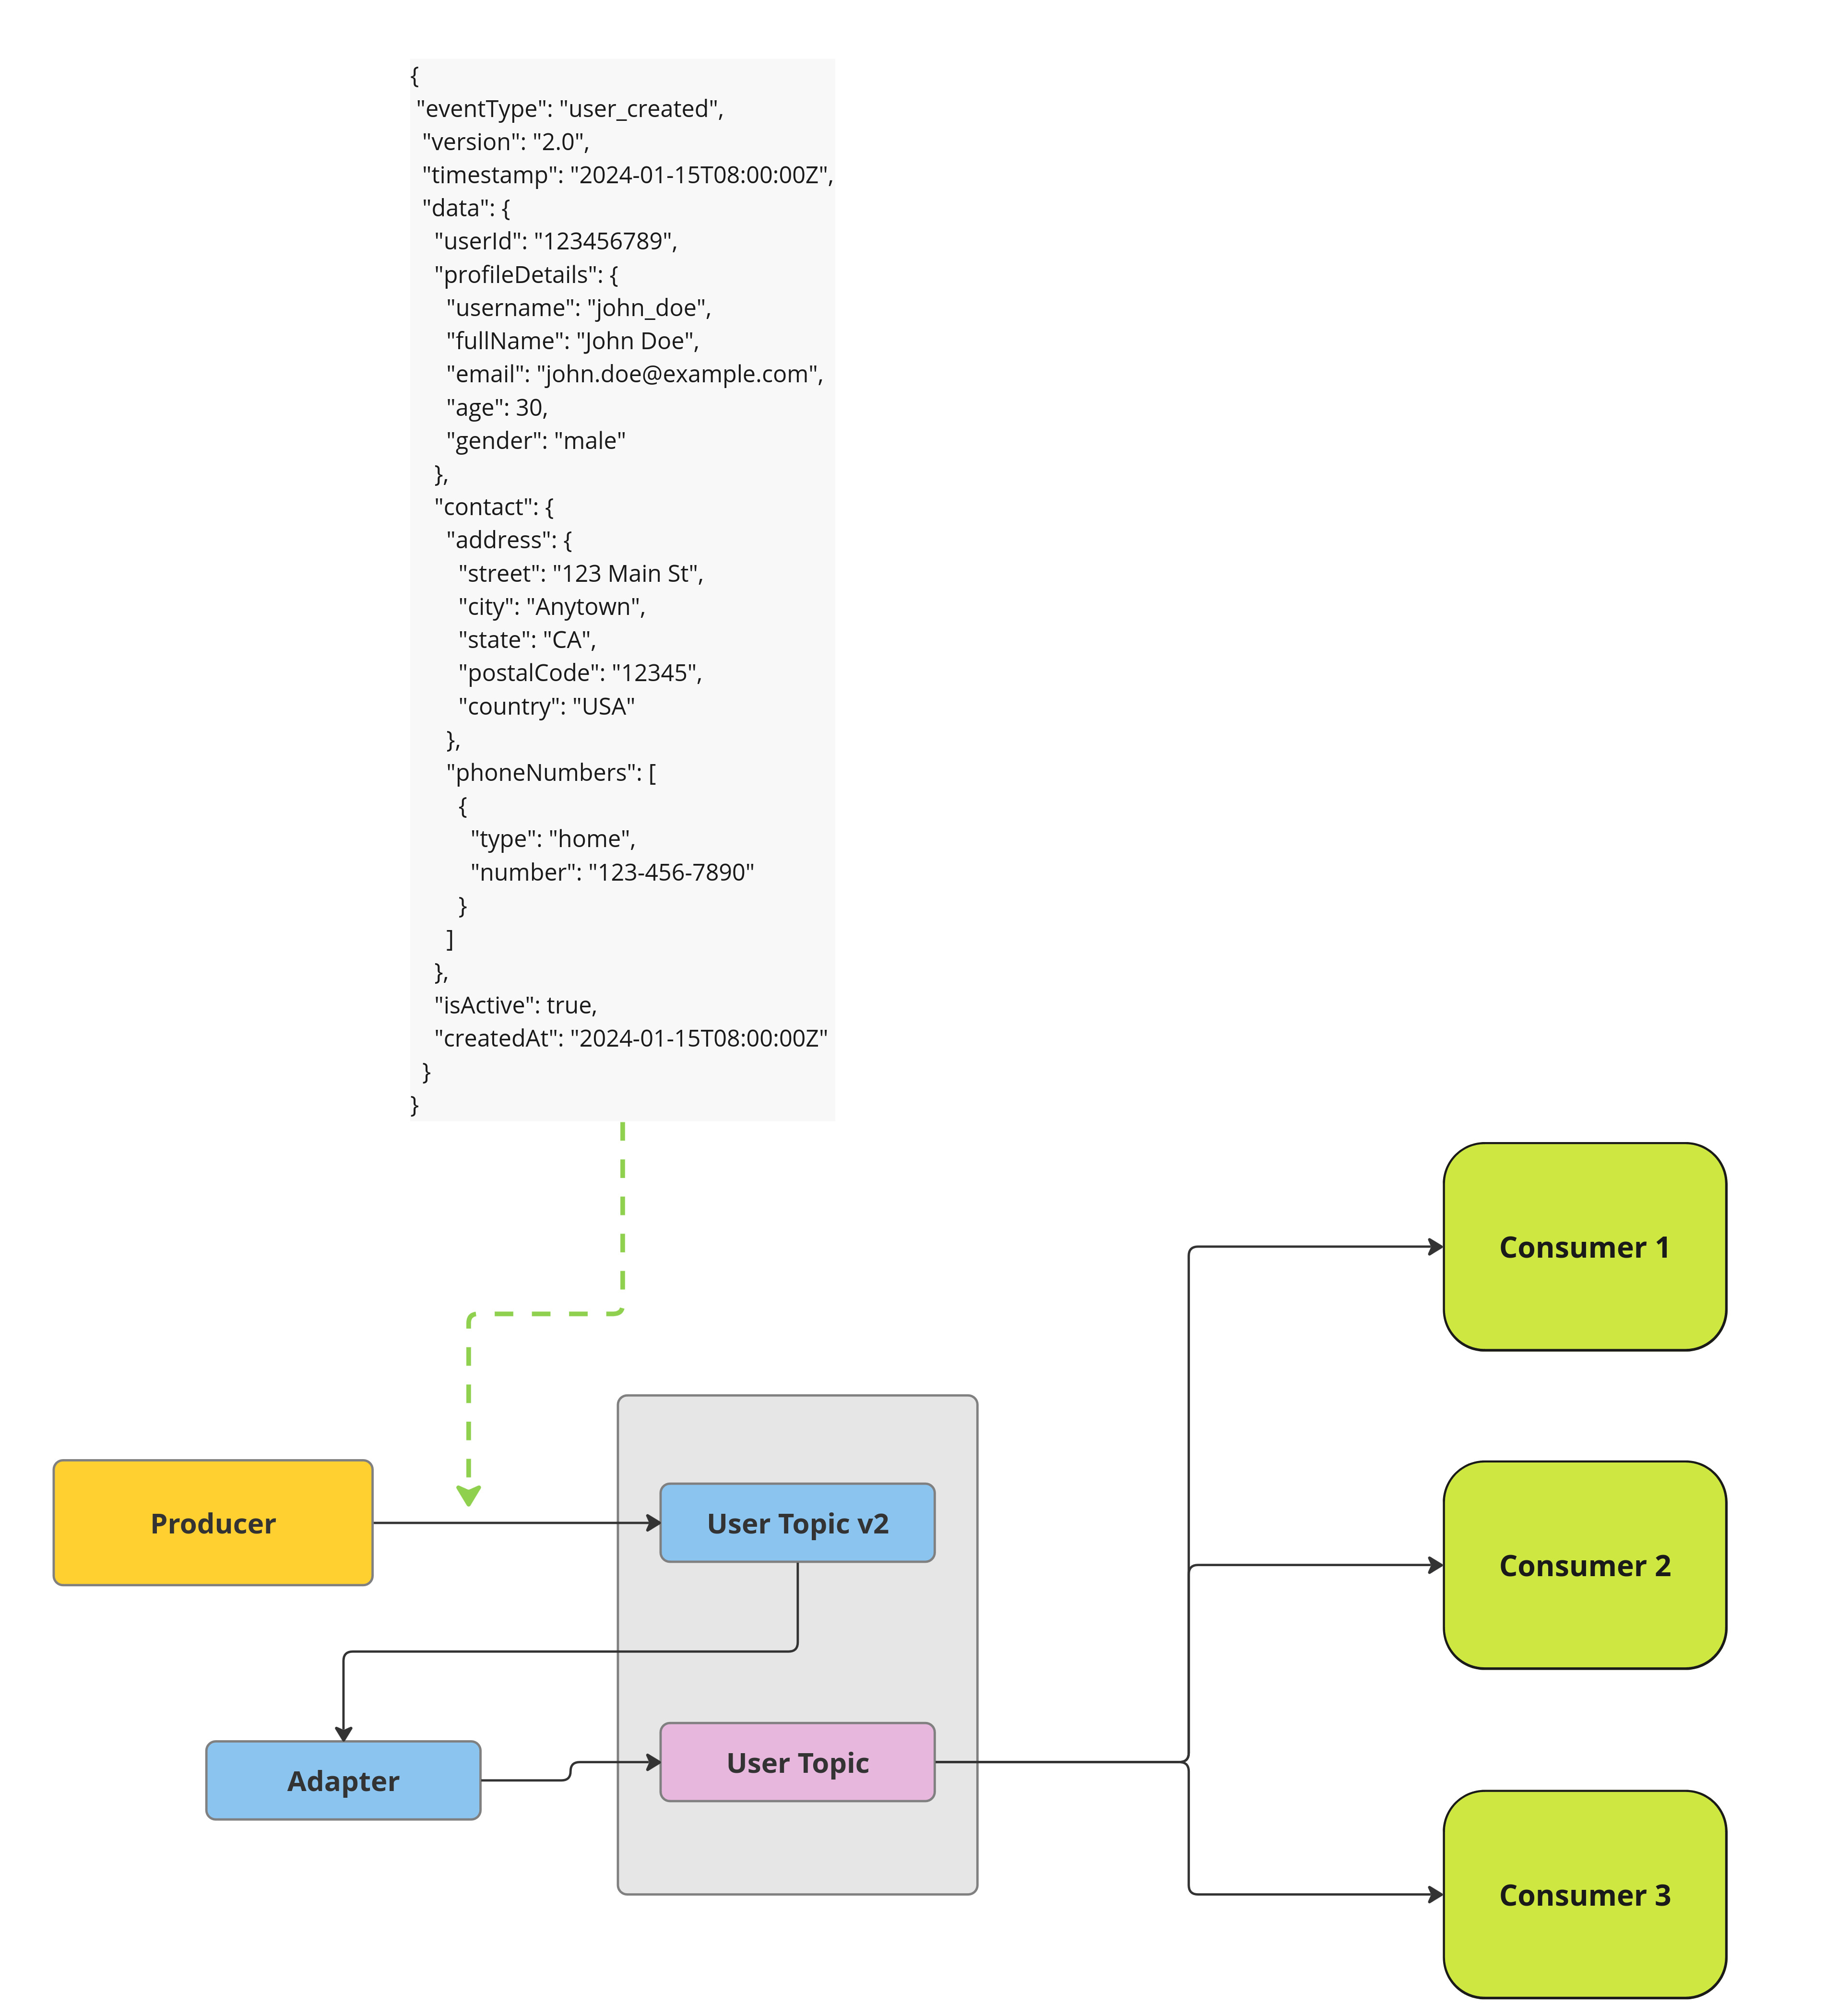 {
"eventType": "user_created",
"version": "2.0",
"timestamp": "2024-01-15T08:00:00Z",
"data": {
"userId": "123456789",
"profileDetails": {
"username": "john_doe",
"fullName": "John Doe",
"email": "john.doe@example.com",
"age": 30,
"gender": "male"
},
"contact": {
"address": {
"street": "123 Main St",
"city": "Anytown",
"state": "CA",
"postalCode": "12345",
"country": "USA"
},
"phoneNumbers": [
{
"type": "home",
"number": "123-456-7890"
}
]
},
"isActive": true,
"createdAt": "2024-01-15T08:00:00Z"
}
}
Consumer 1
Producer
User Topic v2
Consumer 2
Adapter
User Topic
Consumer 3